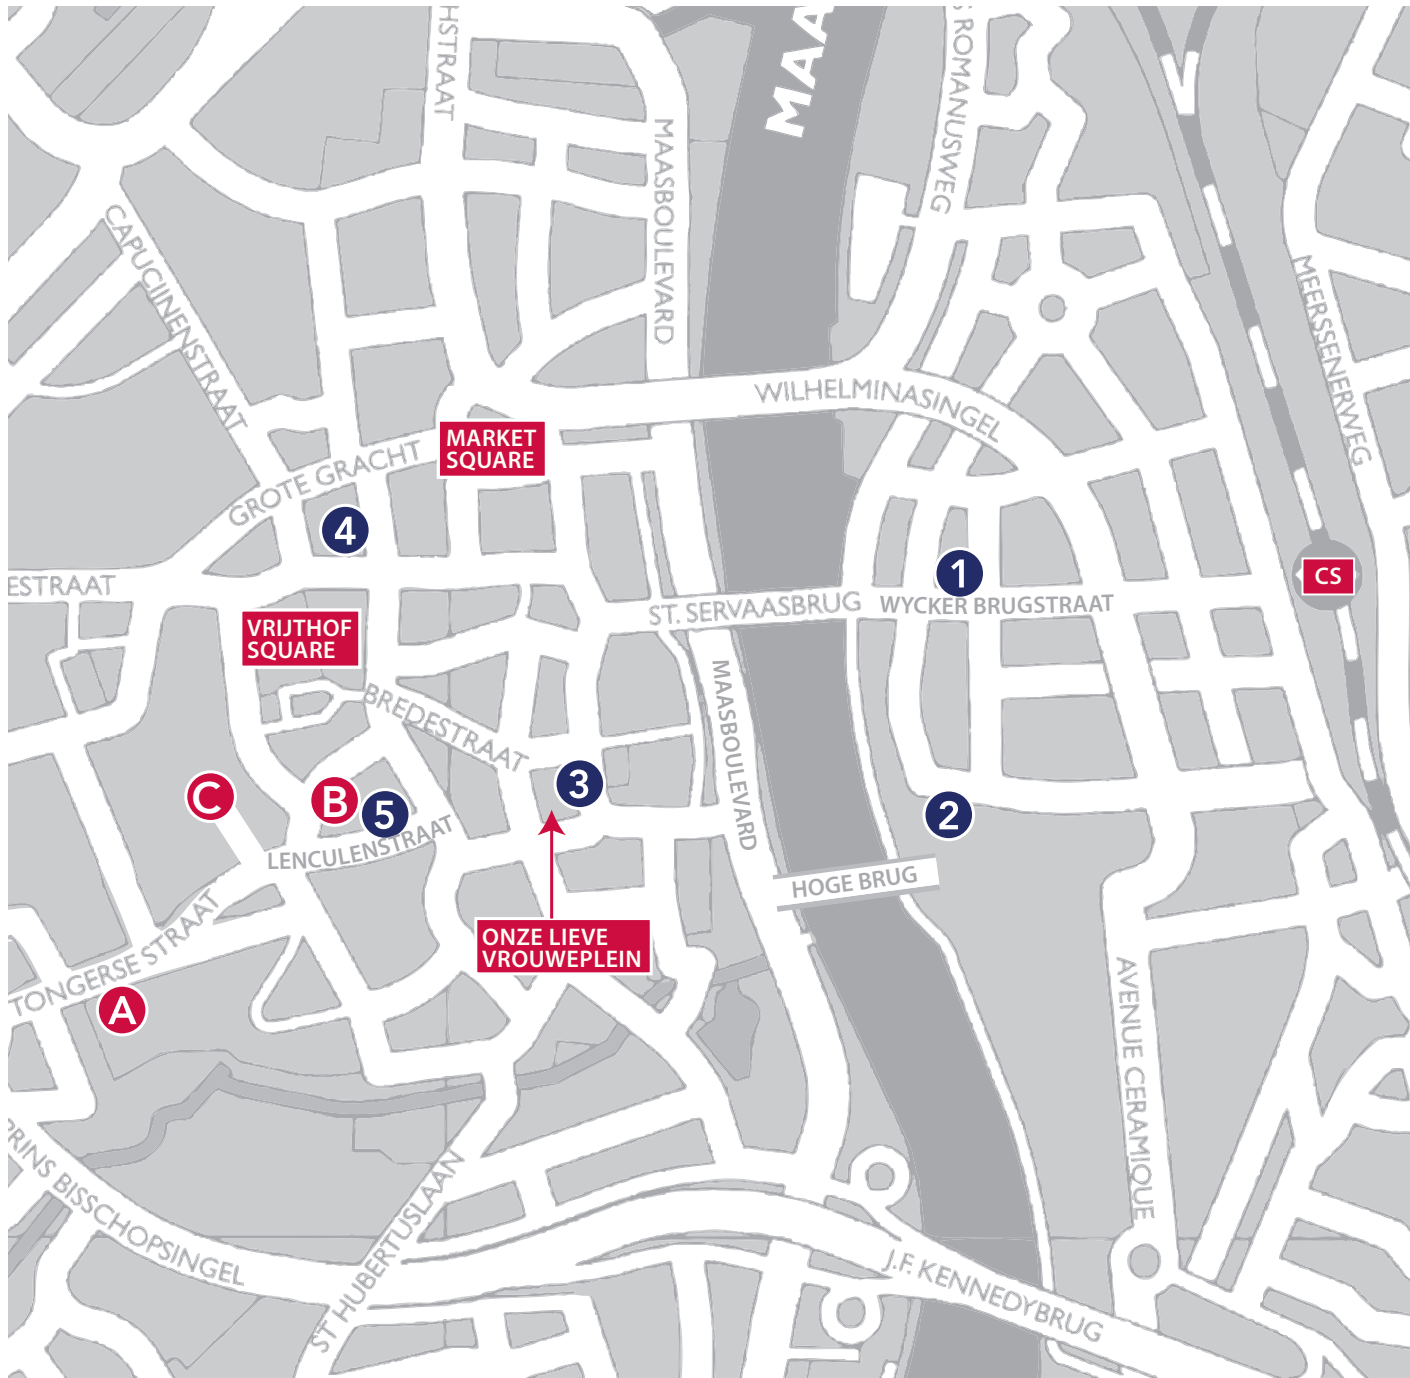 HSTRAAT
MAA
S ROMANUSWEG
MAASBOULEVARD
CAPUCIJNENSTRAAT
MEERSSENERWEG
WILHELMINASINGEL
MARKET
SQUARE
GROTE GRACHT
4
1
CS
ESTRAAT
ST. SERVAASBRUG
WYCKER BRUGSTRAAT
VRIJTHOF
SQUARE
BREDESTRAAT
MAASBOULEVARD
C
B
5
3
2
LENCULENSTRAAT
HOGE BRUG
ONZE LIEVE
VROUWEPLEIN
TONGERSE STRAAT
A
AVENUE CERAMIQUE
PRINS BISSCHOPSINGEL
ST HUBERTUSLAAN
J.F. KENNEDYBRUG